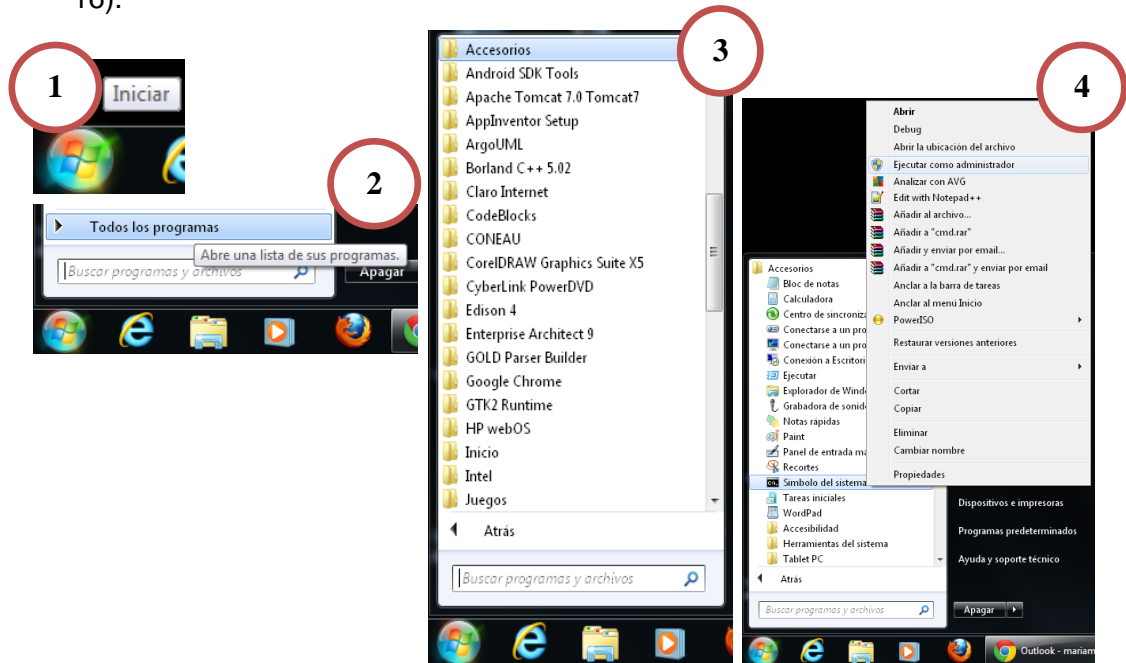 16).
1
Iniciar
2
Todos los programas
Abre una lista de sus programas.
Buscar programas y archivos
Apagar
3
Accesorios
Android SDK Tools
Apache Tomcat 7.0 Tomcat7
AppInventor Setup
ArgoUML
Borland C++ 5.02
Claro Internet
CodeBlocks
CONEAU
CorelDRAW Graphics Suite X5
CyberLink PowerDVD
Edison 4
Enterprise Architect 9
GOLD Parser Builder
Google Chrome
GTK2 Runtime
HP webOS
Inicio
Intel
Juegos
Atrás
Buscar programas y archivos
4
Abrir
Debug
Abrir la ubicación del archivo
Ejecutar como administrador
Analizar con AVG
Edit with Notepad++
Añadir al archivo...
Añadir a "cmd.rar"
Añadir y enviar por email...
Añadir a "cmd.rar" y enviar por email
Anclar a la barra de tareas
Anclar al menú Inicio
PowerISO
Restaurar versiones anteriores
Enviar a
Cortar
Copiar
Eliminar
Cambiar nombre
Propiedades
Accesorios
Bloc de notas
Calculadora
Centro de sincroniza
Conectarse a un pro
Conectarse a un pro
Conexión a Escritori
Ejecutar
Explorador de Wind
Grabadora de sonid
Notas rápidas
Paint
Panel de entrada ma
Recortes
Símbolo del sistema
Tareas iniciales
WordPad
Accesibilidad
Herramientas del sistema
Tablet PC
Atrás
Buscar programas y archivos
Dispositivos e impresoras
Programas predeterminados
Ayuda y soporte técnico
Apagar
Outlook - mariam